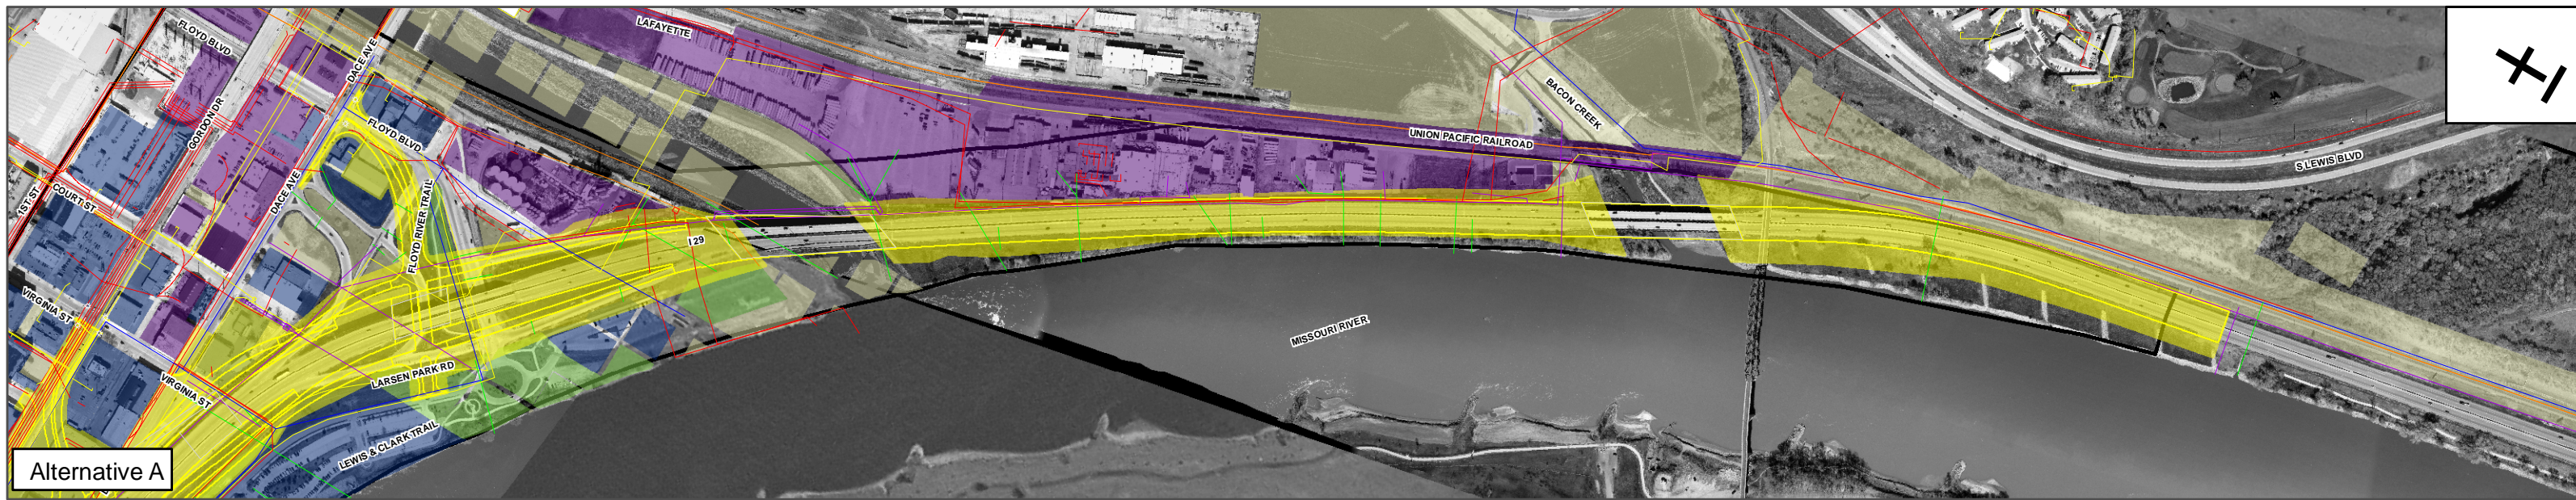 LAFAYETTE
FLOYD BLVD
DACE AVE
GORDON DR
BACON CREEK
FLOYD BLVD
UNION PACIFIC RAILROAD
S LEWIS BLVD
1ST ST
COURT ST
DACE AVE
FLOYD RIVER TRAIL
I 29
VIRGINIA ST
MISSOURI RIVER
LARSEN PARK RD
VIRGINIA ST
LEWIS & CLARK TRAIL
Alternative A